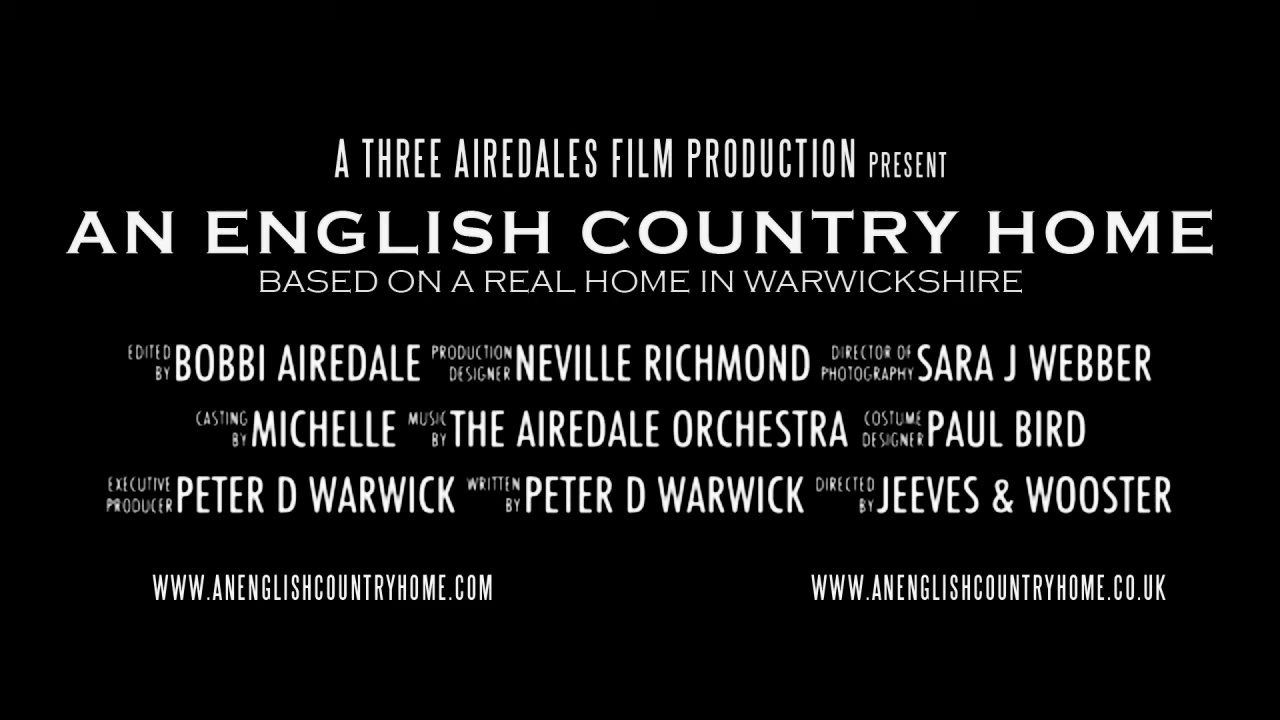 A THREE AIREDALES FILM PRODUCTION PRESENT
AN ENGLISH COUNTRY HOME
BASED ON A REAL HOME IN WARWICKSHIRE
EDITED BY BOBBI AIREDALE PRODUCTION DESIGNER NEVILLE RICHMOND DIRECTOR OF PHOTOGRAPHY SARA J WEBBER
CASTING BY MICHELLE MUSIC BY THE AIREDALE ORCHESTRA COSTUME DESIGNER PAUL BIRD
EXECUTIVE PRODUCER PETER D WARWICK WRITTEN BY PETER D WARWICK DIRECTED BY JEEVES & WOOSTER
WWW.ANENGLISHCOUNTRYHOME.COM WWW.ANENGLISHCOUNTRYHOME.CO.UK